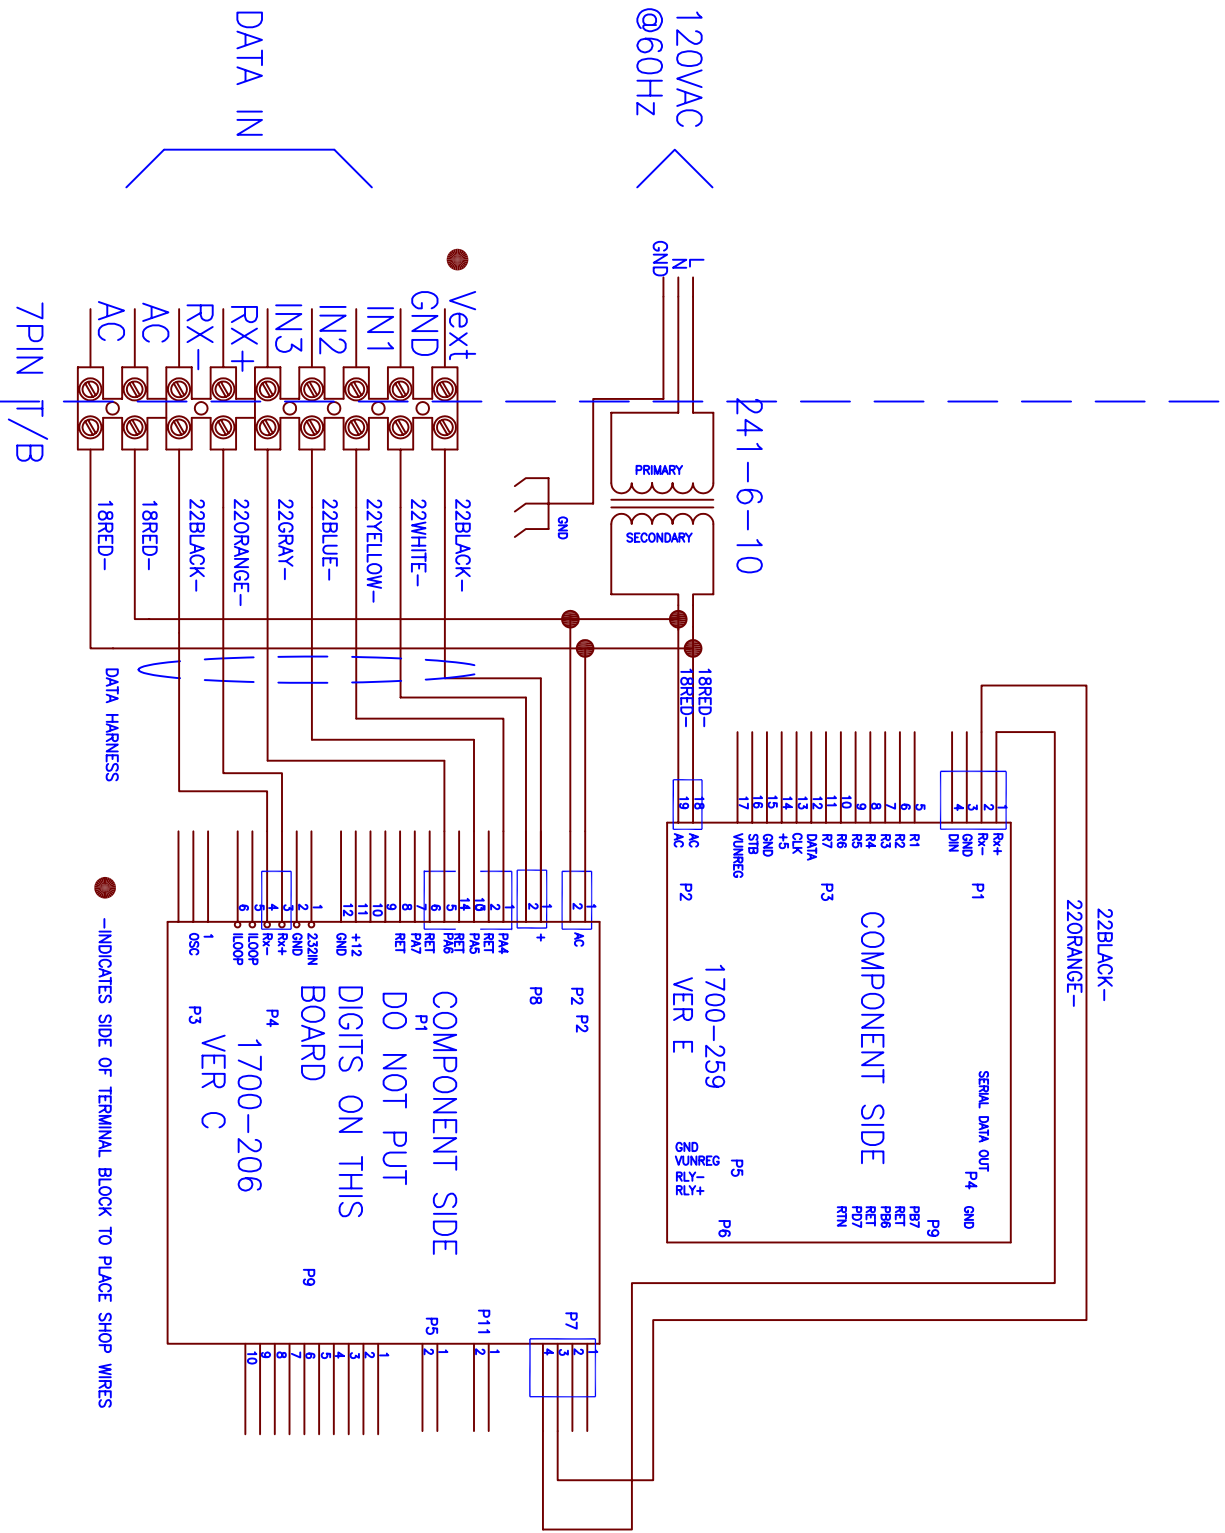 120VAC
@60Hz
DATA IN
L
N
GND
Vext
GND
IN1
IN2
IN3
RX+
RX-
AC
AC
7PIN T/B
241-6-10
PRIMARY
SECONDARY
GND
22BLACK-
22WHITE-
22YELLOW-
22BLUE-
22GRAY-
22ORANGE-
22BLACK-
18RED-
18RED-
DATA HARNESS
18RED-
18RED-
22BLACK-
22ORANGE-
1
2
3
4
Rx+
Rx-
GND
DIN
P1
5
6
7
8
9
10
11
12
13
14
15
16
17
R1
R2
R3
R4
R5
R6
R7
DATA
CLK
+5
GND
STB
VUNREG
P3
18
19
AC
AC
P2
COMPONENT SIDE
1700-259
VER E
SERIAL DATA OUT
P4
GND
P9
PB7
RET
PB6
RET
PD7
RTN
P5
GND
VUNREG
RLY-
RLY+
P6
1
2
AC
P2
P2
1
2
+
P8
1
2
PA4
RET
PA5
14
RET
5
6
PA6
RET
7
8
PA7
RET
9
10
11
12
+12
GND
P1
1
2
3
4
5
6
232IN
GND
Rx+
Rx-
ILOOP
ILOOP
P4
1
OSC
P3
COMPONENT SIDE
DO NOT PUT
DIGITS ON THIS
BOARD
1700-206
VER C
P7
1
2
3
4
P11
1
2
P5
1
2
P9
1
2
3
4
5
6
7
8
9
10
-INDICATES SIDE OF TERMINAL BLOCK TO PLACE SHOP WIRES